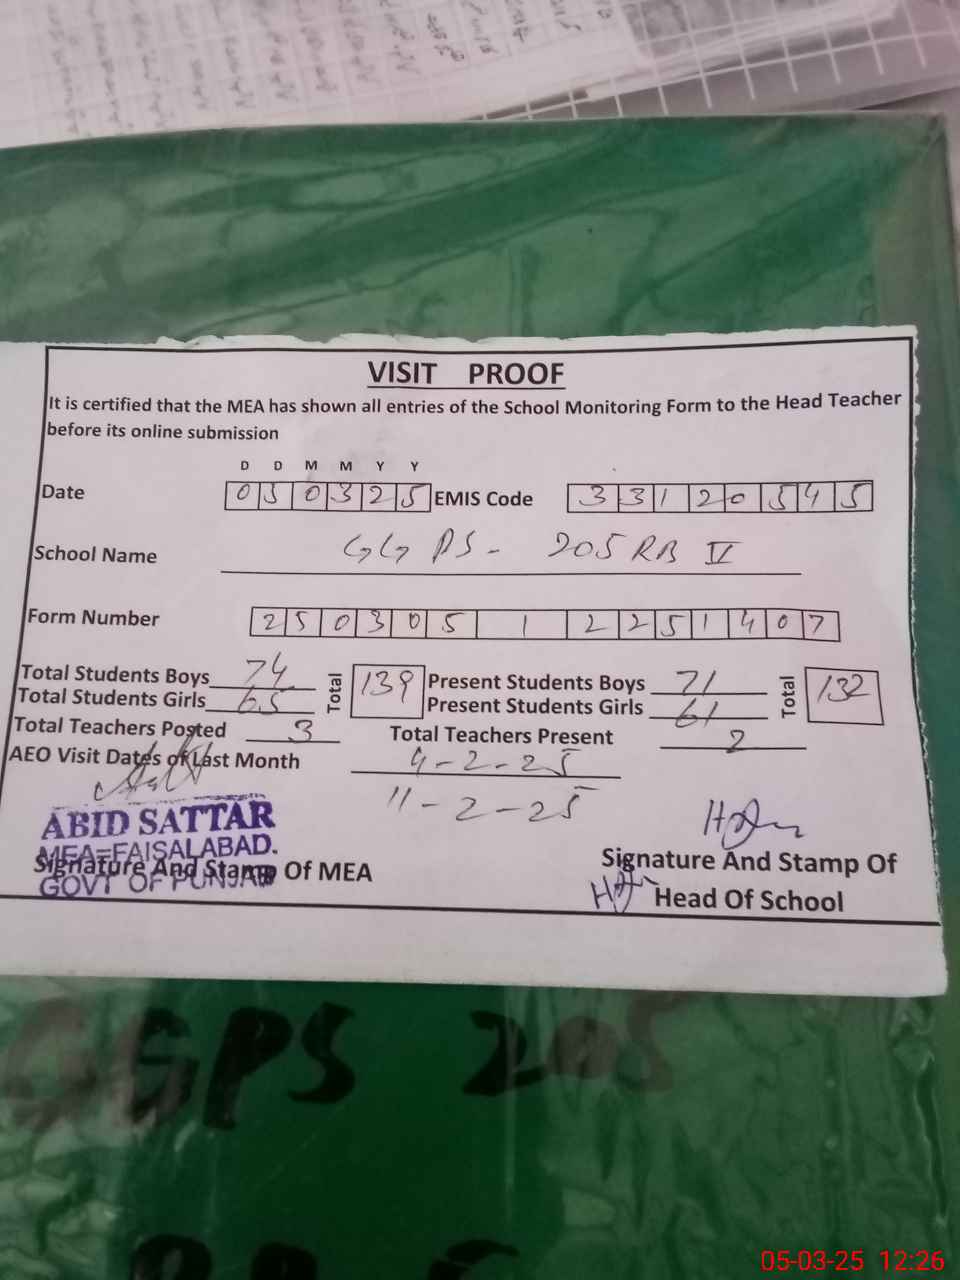 VISIT PROOF
It is certified that the MEA has shown all entries of the School Monitoring Form to the Head Teacher
before its online submission
D D M M Y Y
Date 0 5 0 3 2 5 EMIS Code 3 3 1 2 0 5 4 5
School Name GGPS - 205 RB IV
Form Number 2 5 0 3 0 5 1 2 2 5 1 4 0 7
Total Students Boys 74 Total 139 Present Students Boys 71 Total 132
Total Students Girls 65 Present Students Girls 61
Total Teachers Posted 3 Total Teachers Present 2
AEO Visit Dates of Last Month 4-2-25
11-2-25
ABID SATTAR
MEA=FAISALABAD.
GOVT OF PUNJAB
Signature And Stamp Of MEA
Signature And Stamp Of
Head Of School
GGPS 205
05-03-25 12:26